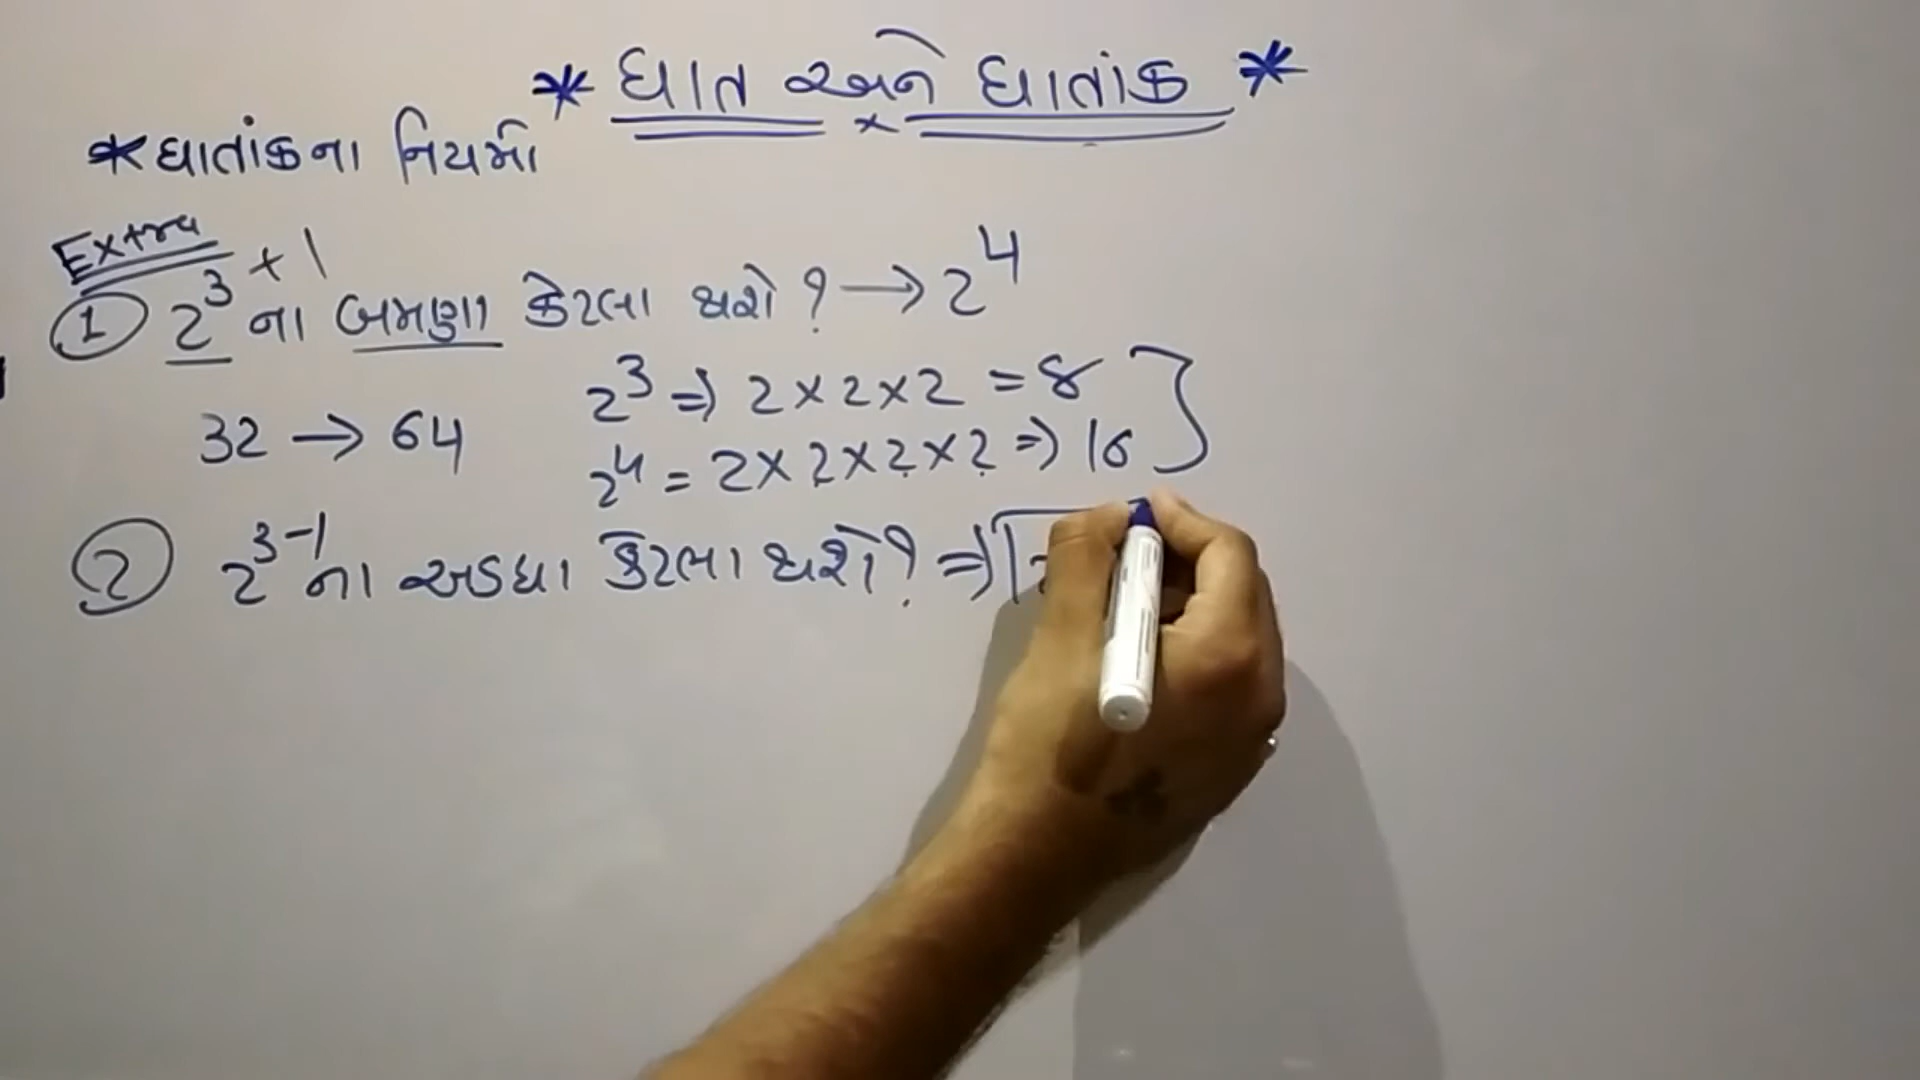 * ઘાત અને ઘાતાંક *
* ઘાતાંકના નિયમો
Extra
① 2³ + 1 ના બમણા કેટલા થશે ? → 2⁴
2³ ⇒ 2 × 2 × 2 = 8
32 → 64
2⁴ = 2 × 2 × 2 × 2 ⇒ 16
② 2³⁻¹ ના અડધા કેટલા થશે ? ⇒